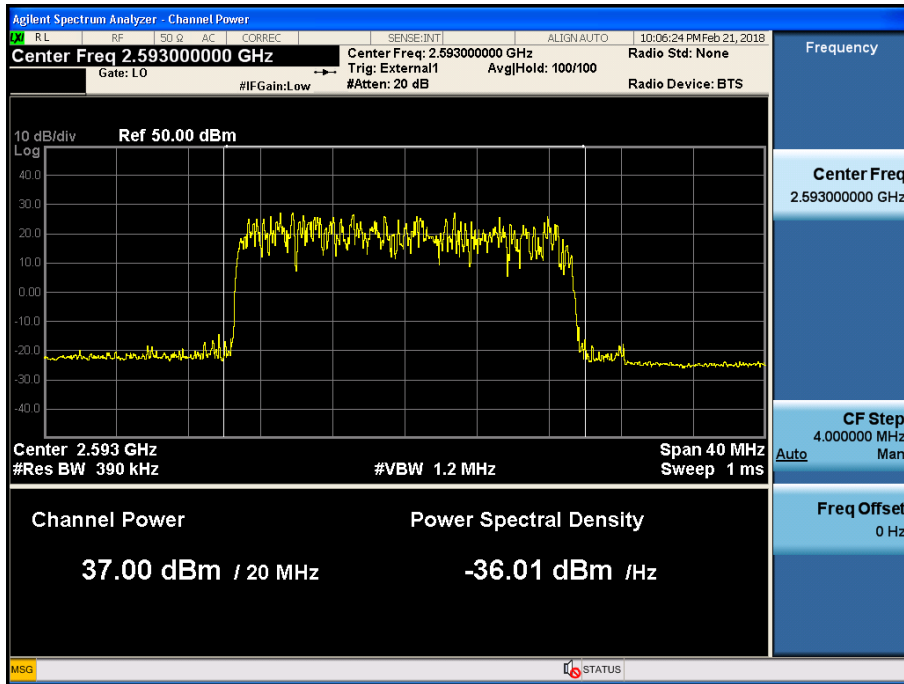 Agilent Spectrum Analyzer - Channel Power
LXI RL RF 50 Ω AC CORREC SENSE:INT ALIGN AUTO 10:06:24 PM Feb 21, 2018
Center Freq 2.593000000 GHz
Center Freq: 2.593000000 GHz
Radio Std: None
Gate: LO
Trig: External1 Avg|Hold: 100/100
#IFGain:Low
#Atten: 20 dB
Radio Device: BTS
10 dB/div Ref 50.00 dBm
Log
40.0
30.0
20.0
10.0
0.00
-10.0
-20.0
-30.0
-40.0
Center 2.593 GHz Span 40 MHz
#Res BW 390 kHz #VBW 1.2 MHz Sweep 1 ms
Channel Power Power Spectral Density
37.00 dBm / 20 MHz -36.01 dBm /Hz
Frequency
Center Freq
2.593000000 GHz
CF Step
4.000000 MHz
Auto Man
Freq Offset
0 Hz
MSG STATUS